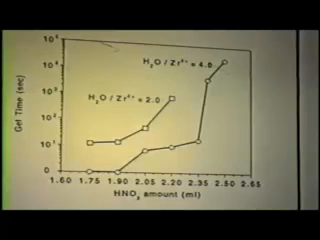 10⁵
10⁴
10³
10²
10¹
0
Gel Time (sec)
H₂O / Zr⁴⁺ = 4.0
H₂O / Zr⁴⁺ = 2.0
1.60 1.75 1.90 2.05 2.20 2.35 2.50 2.65
HNO₃ amount (ml)